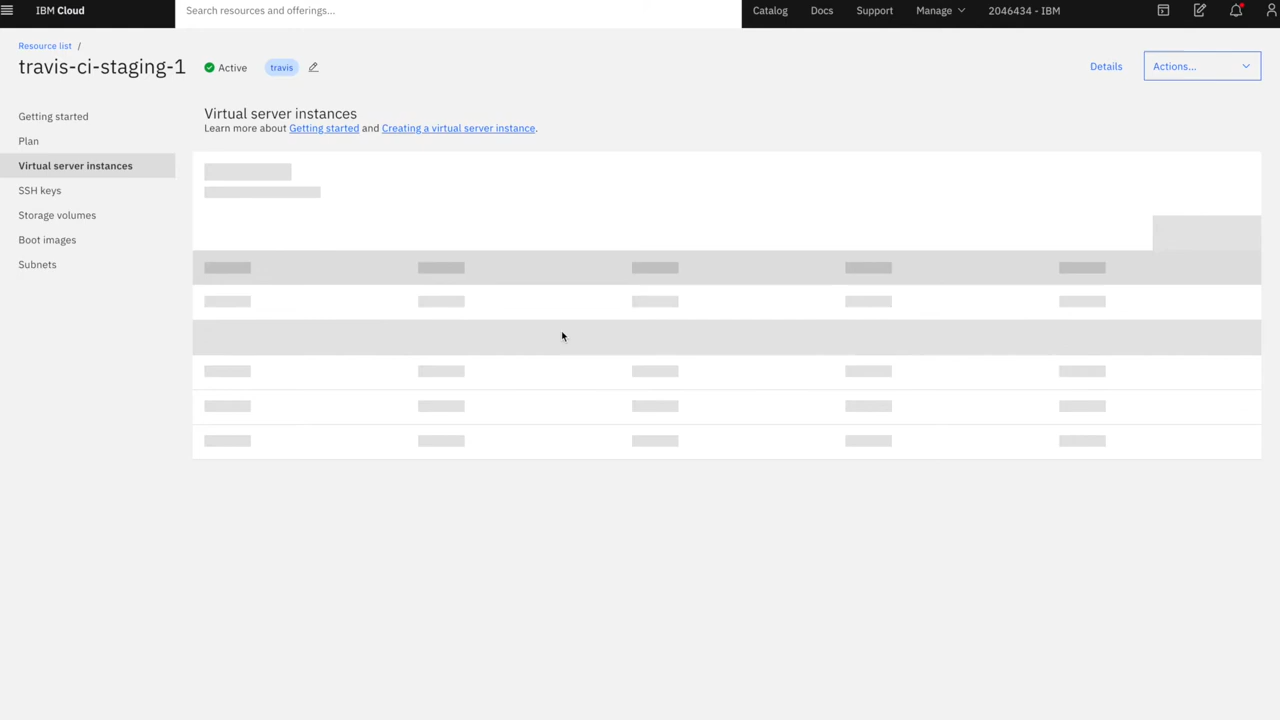 IBM Cloud
Search resources and offerings...
Catalog
Docs
Support
Manage
2046434 - IBM
Resource list /
travis-ci-staging-1
Active
travis
Details
Actions...
Getting started
Plan
Virtual server instances
SSH keys
Storage volumes
Boot images
Subnets
Virtual server instances
Learn more about Getting started and Creating a virtual server instance.